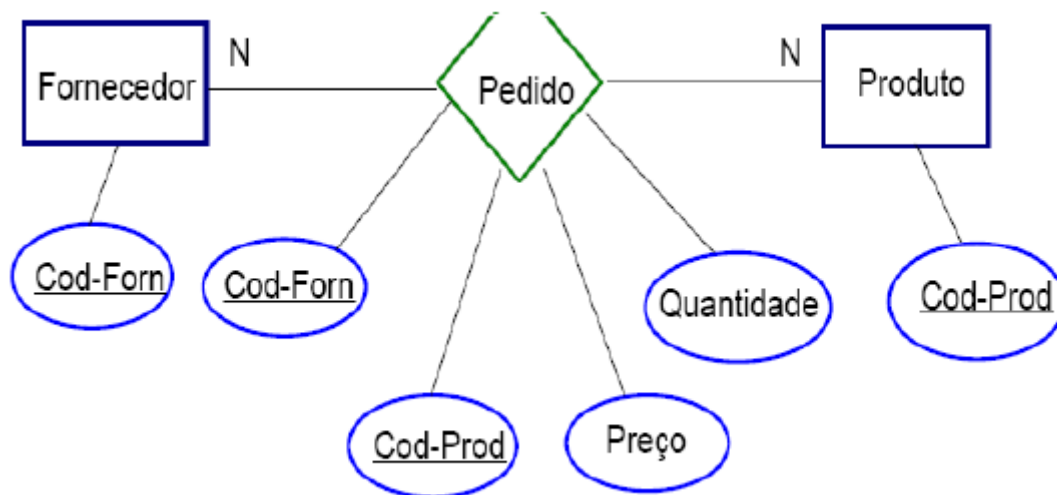 N
N
Fornecedor
Pedido
Produto
Cod-Forn
Cod-Forn
Quantidade
Cod-Prod
Cod-Prod
Preço